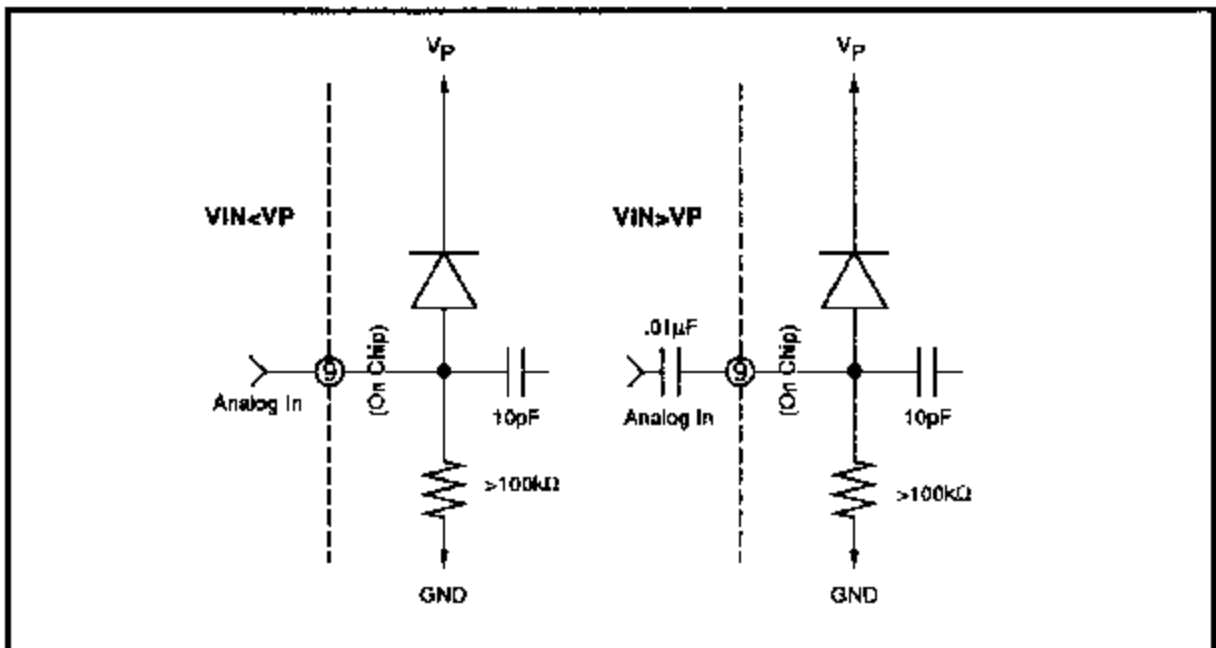 VP
VIN<VP
9
(On Chip)
Analog In
10pF
>100kΩ
GND
VP
VIN>VP
.01µF
9
(On Chip)
Analog In
10pF
>100kΩ
GND